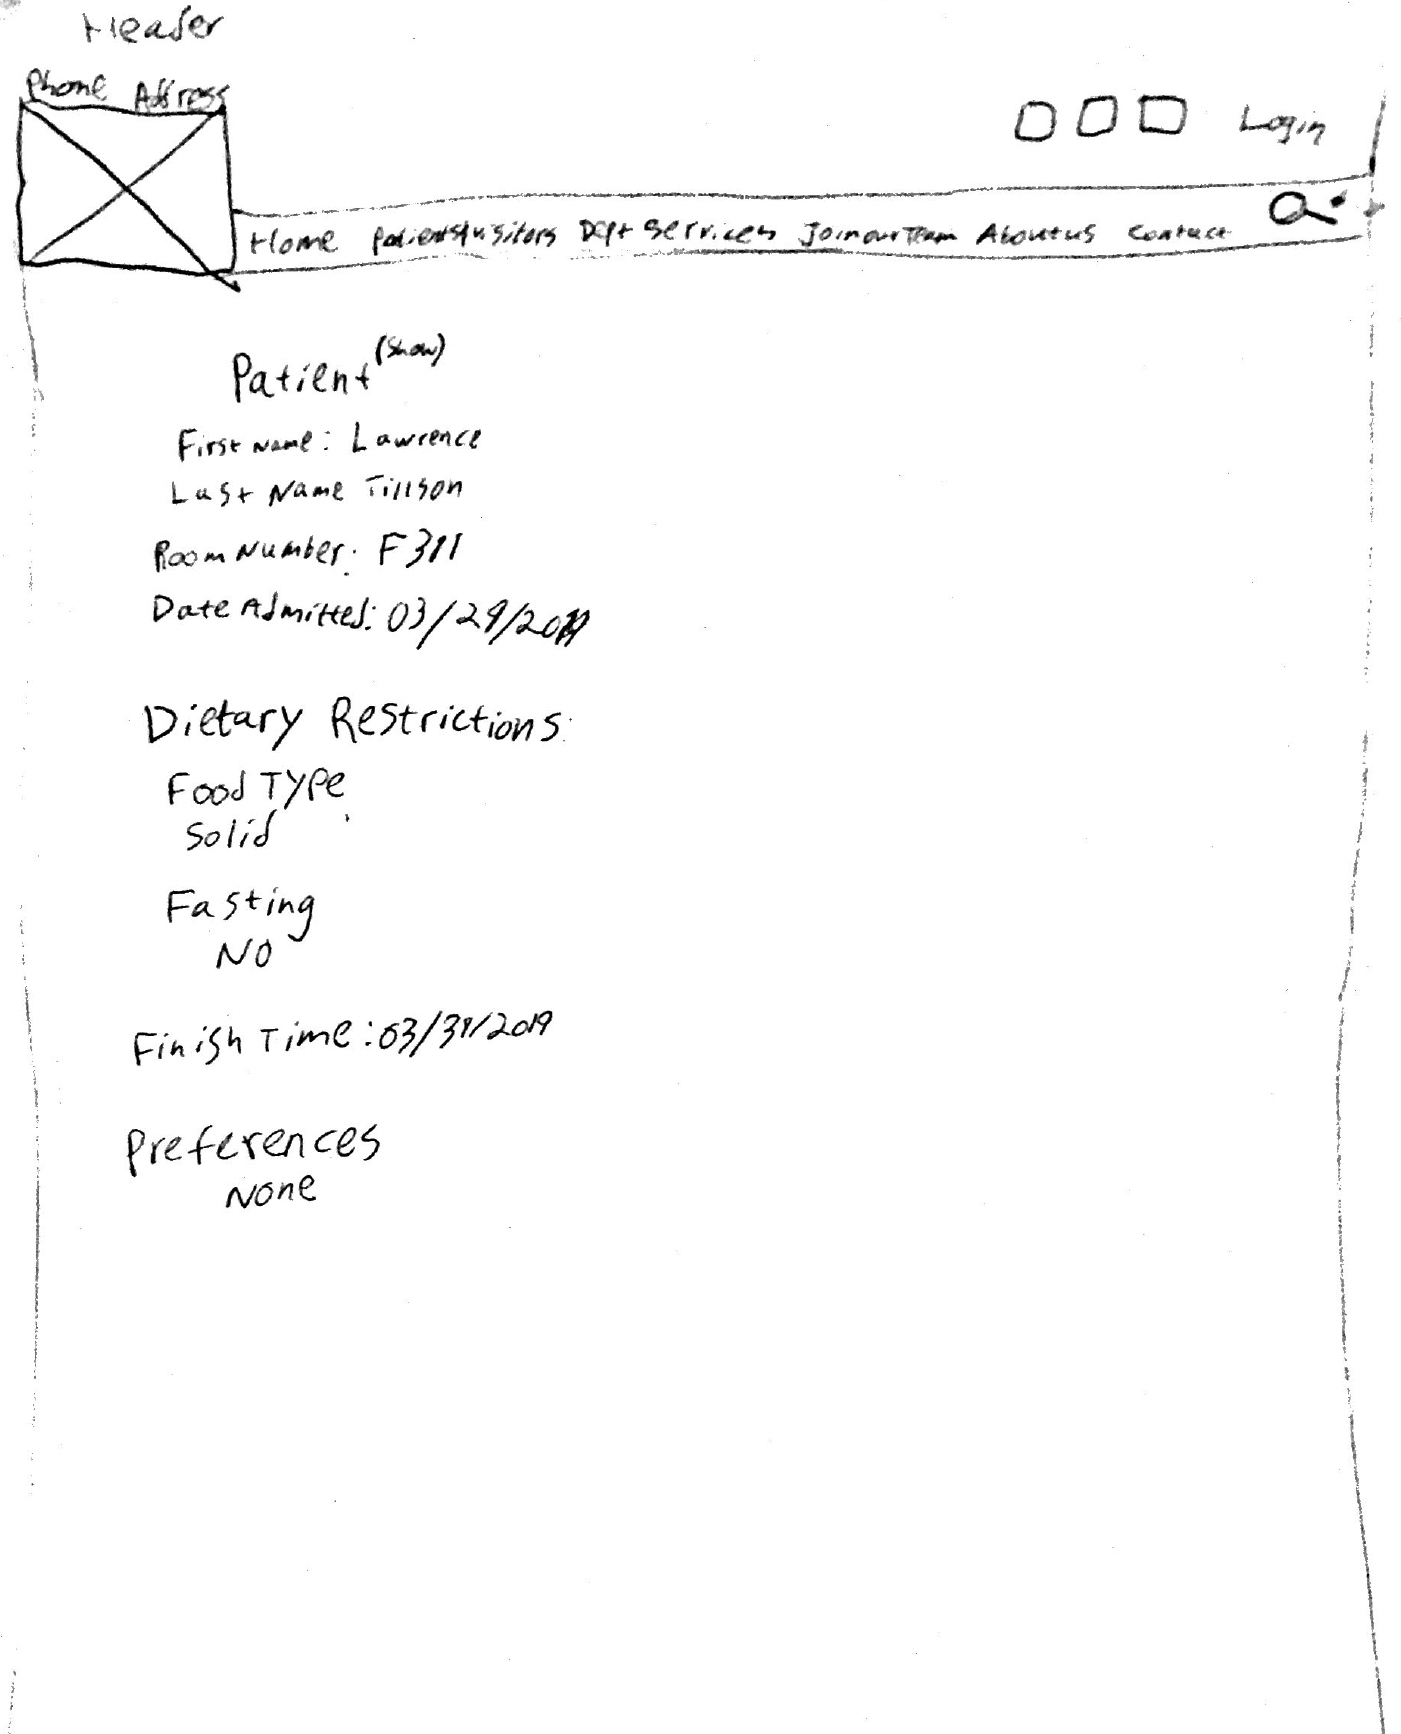 Header
Phone Address
Login
Home Patients/Visitors Dept Services Join our Team About us Contact
Patient (Show)
First Name: Lawrence
Last Name Tillson
Room Number: F311
Date Admitted: 03/29/2019
Dietary Restrictions:
Food Type
Solid
Fasting
NO
Finish Time: 03/31/2019
Preferences
None